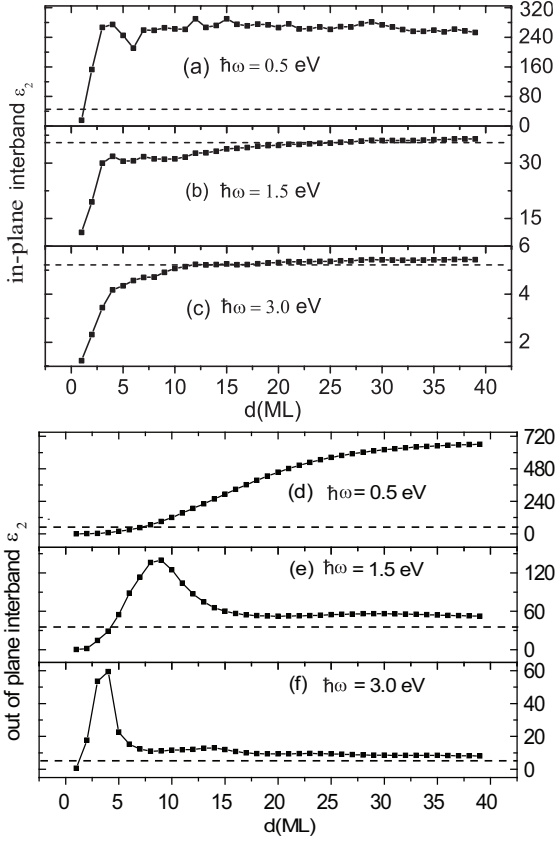 320
240
160
80
0
(a) ħω = 0.5 eV
30
15
(b) ħω = 1.5 eV
6
4
2
(c) ħω = 3.0 eV
in-plane interband ε₂
0 5 10 15 20 25 30 35 40
d(ML)
720
480
240
0
(d) ħω = 0.5 eV
120
60
0
(e) ħω = 1.5 eV
60
40
20
0
(f) ħω = 3.0 eV
out of plane interband ε₂
0 5 10 15 20 25 30 35 40
d(ML)